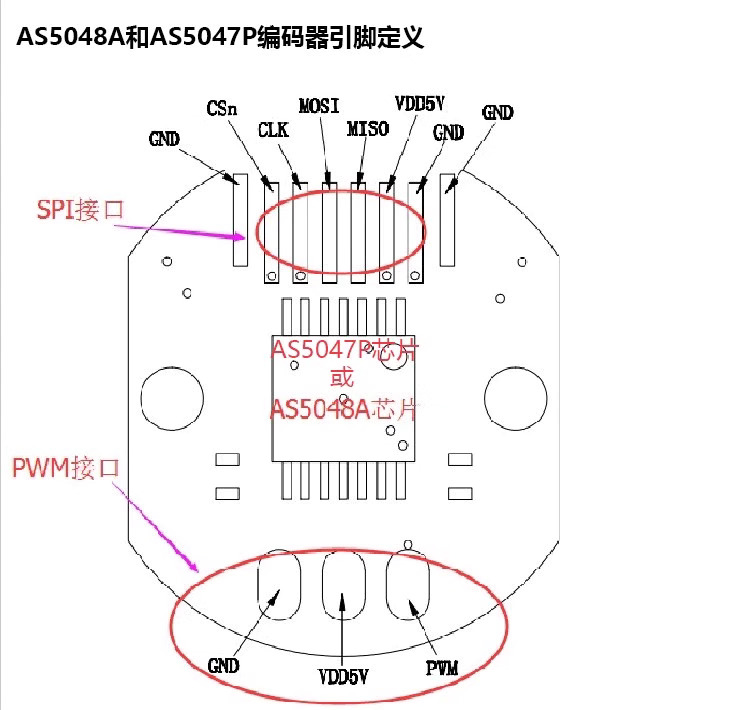 AS5048A和AS5047P编码器引脚定义
GND
CSn
CLK
MOSI
MISO
VDD5V
GND
GND
SPI接口
AS5047P芯片
或
AS5048A芯片
PWM接口
GND
VDD5V
PWM